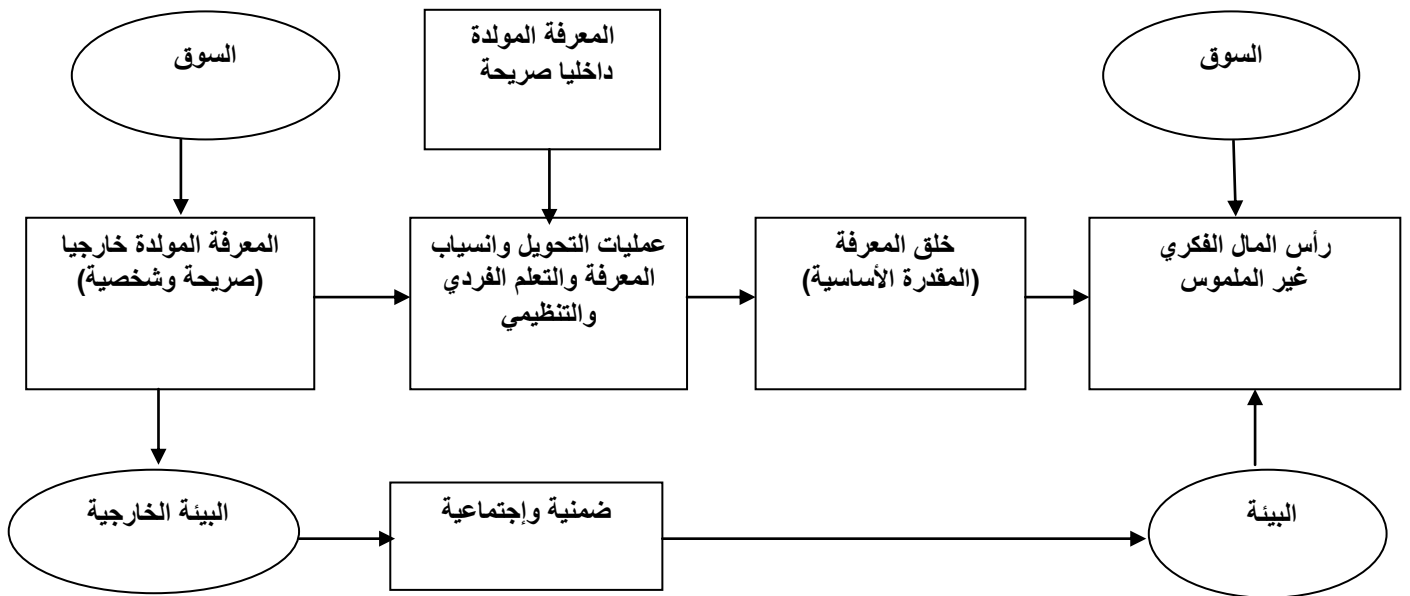 السوق
المعرفة المولدة
داخليا صريحة
السوق
المعرفة المولدة خارجيا
(صريحة وشخصية)
عمليات التحويل وانسياب
المعرفة والتعلم الفردي
والتنظيمي
خلق المعرفة
(المقدرة الأساسية)
رأس المال الفكري
غير الملموس
البيئة الخارجية
ضمنية وإجتماعية
البيئة